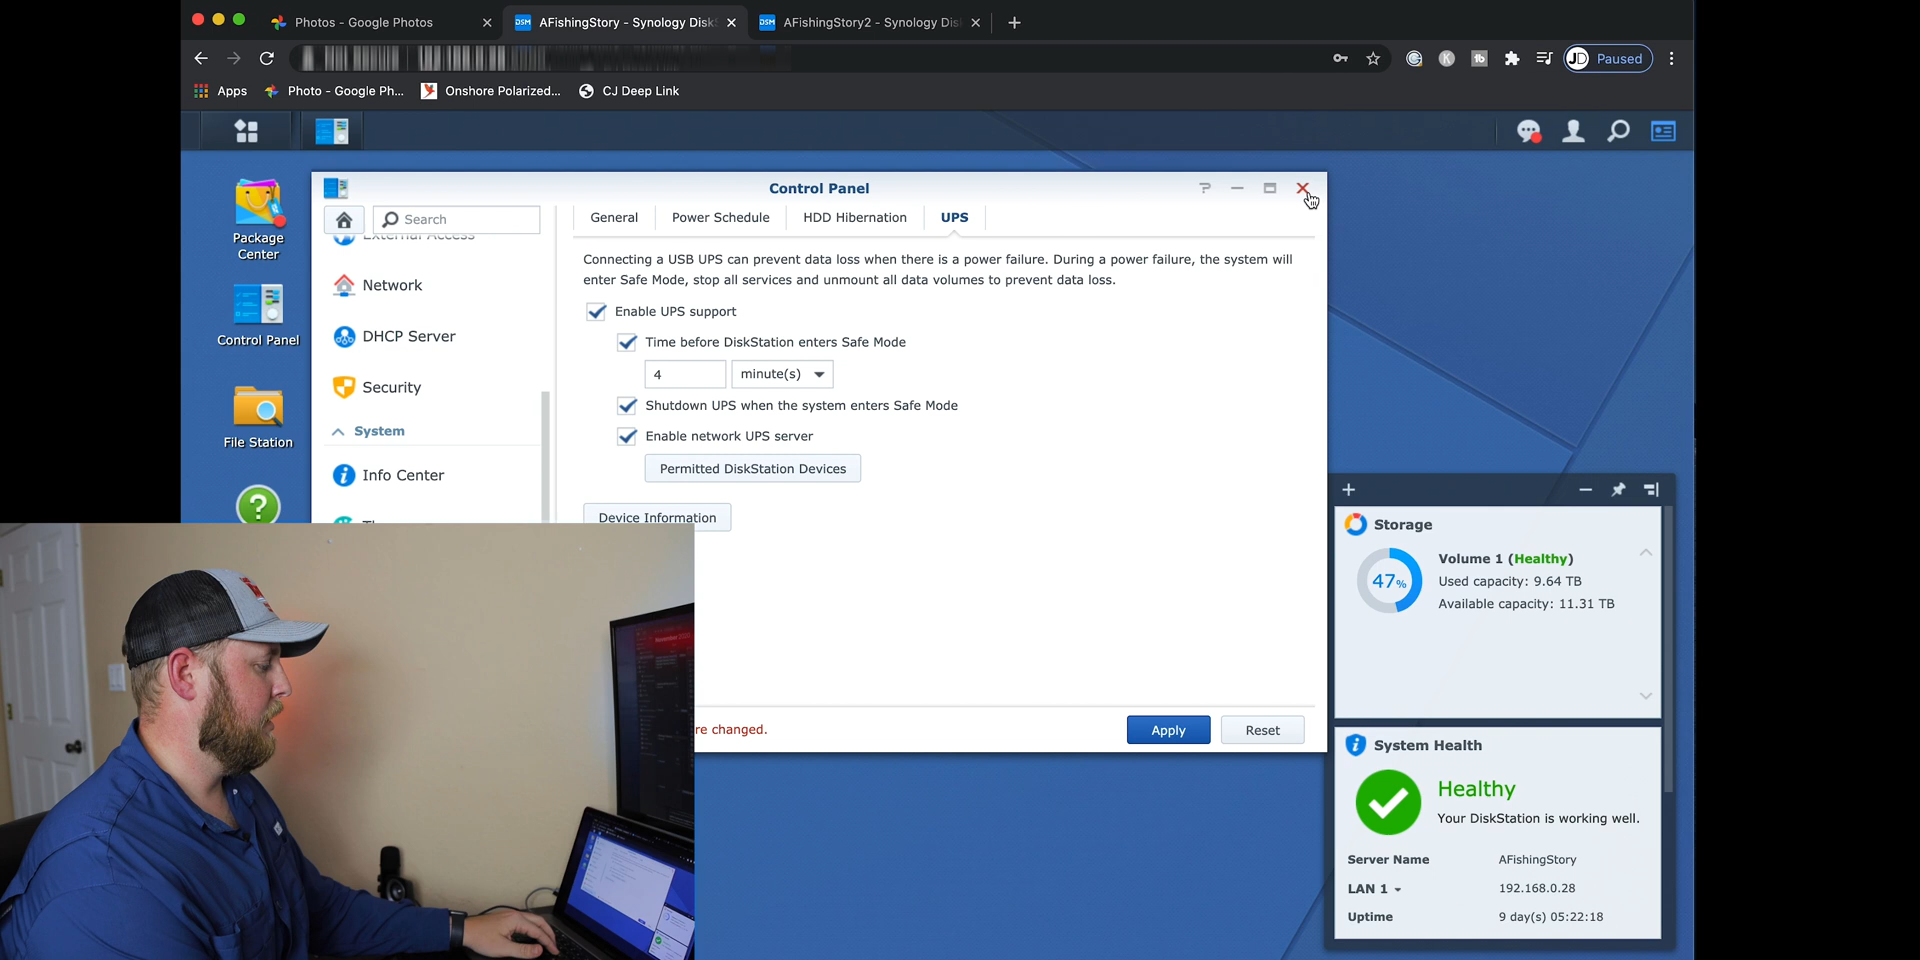 Photos - Google Photos
AFishingStory - Synology Disk
AFishingStory2 - Synology Di
JD Paused
Apps
Photo - Google Ph...
Onshore Polarized...
CJ Deep Link
Package
Center
Control Panel
File Station
Control Panel
Search
External Access
Network
DHCP Server
Security
System
Info Center
General
Power Schedule
HDD Hibernation
UPS
Connecting a USB UPS can prevent data loss when there is a power failure. During a power failure, the system will
enter Safe Mode, stop all services and unmount all data volumes to prevent data loss.
Enable UPS support
Time before DiskStation enters Safe Mode
4 minute(s)
Shutdown UPS when the system enters Safe Mode
Enable network UPS server
Permitted DiskStation Devices
Device Information
re changed.
Apply
Reset
Storage
47%
Volume 1 (Healthy)
Used capacity: 9.64 TB
Available capacity: 11.31 TB
System Health
Healthy
Your DiskStation is working well.
Server Name AFishingStory
LAN 1 192.168.0.28
Uptime 9 day(s) 05:22:18